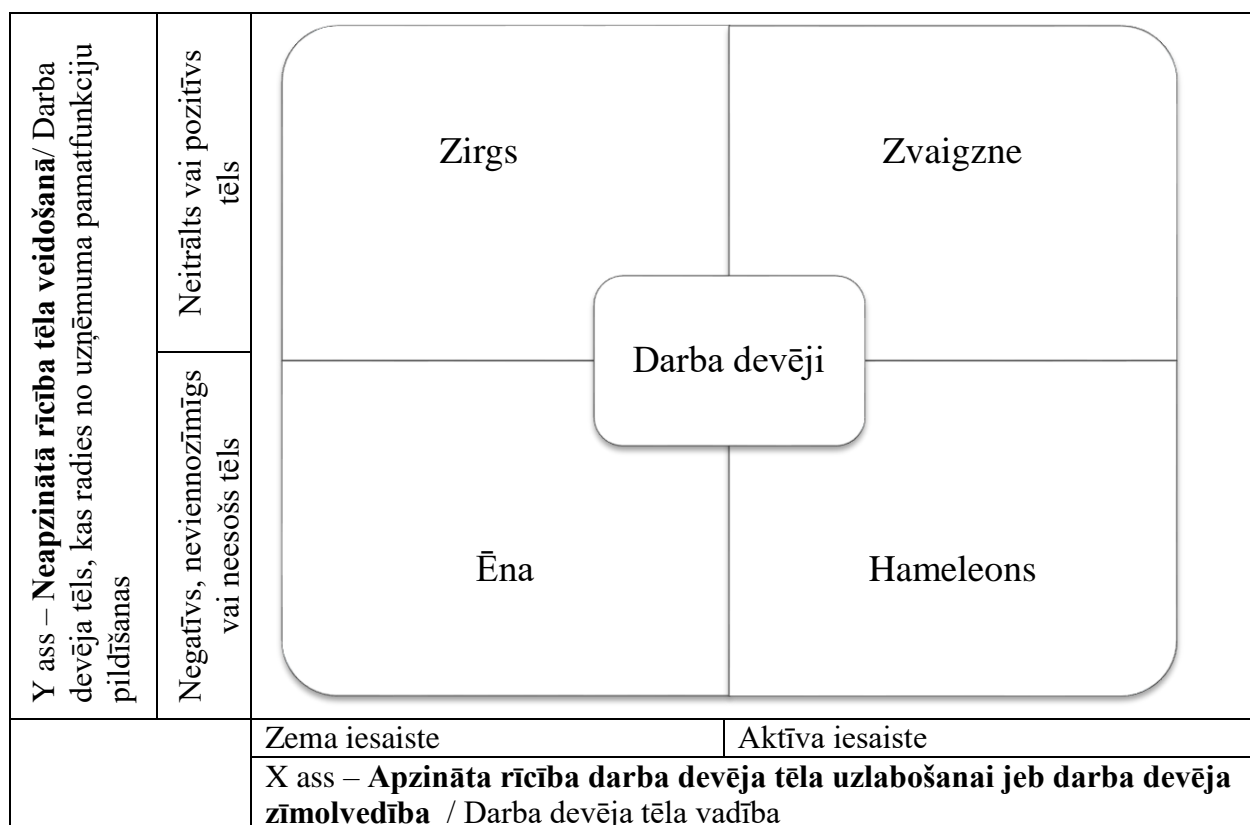 Y ass – Neapzinātā rīcība tēla veidošanā/ Darba
devēja tēls, kas radies no uzņēmuma pamatfunkciju
pildīšanas
Neitrālts vai pozitīvs
tēls
Zirgs
Zvaigzne
Darba devēji
Negatīvs, neviennozīmīgs
vai neesošs tēls
Ēna
Hameleons
Zema iesaiste
Aktīva iesaiste
X ass – Apzināta rīcība darba devēja tēla uzlabošanai jeb darba devēja
zīmolvedība / Darba devēja tēla vadība